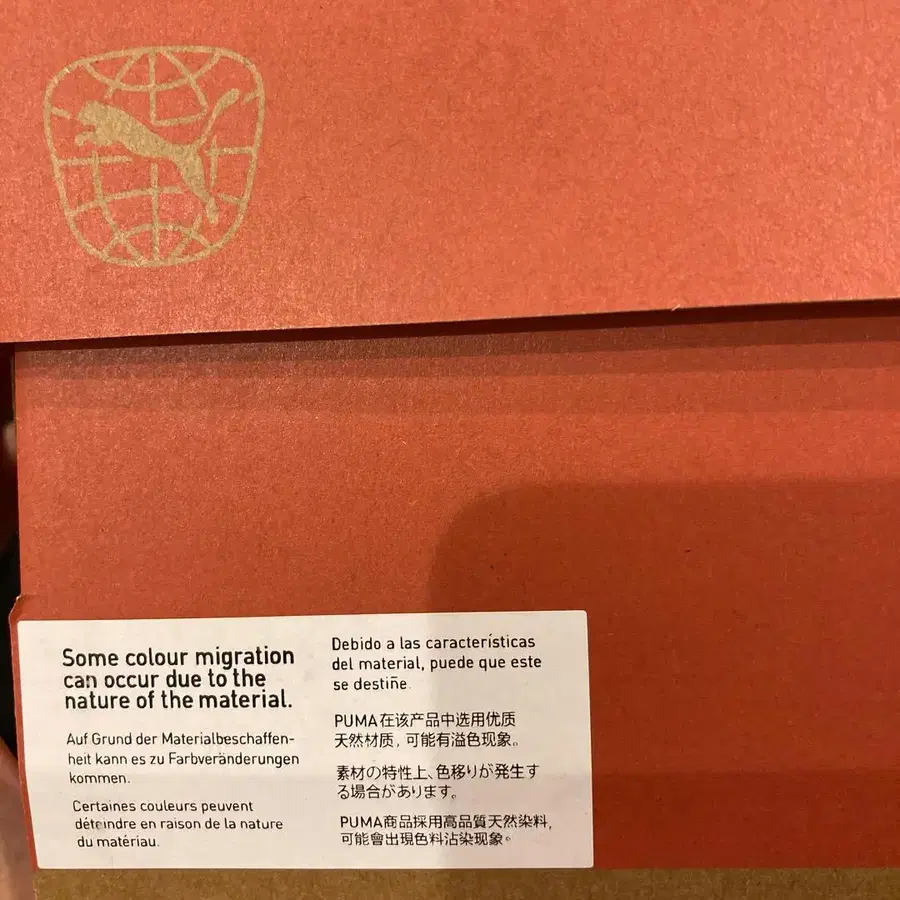 Some colour migration
can occur due to the
nature of the material.
Auf Grund der Materialbeschaffen-
heit kann es zu Farbveränderungen
kommen.
Certaines couleurs peuvent
déteindre en raison de la nature
du matériau.
Debido a las características
del material, puede que este
se destiñe.
PUMA在该产品中选用优质
天然材质，可能有溢色现象。
素材の特性上、色移りが発生す
る場合があります。
PUMA商品採用高品質天然染料,
可能會出現色料沾染现象。